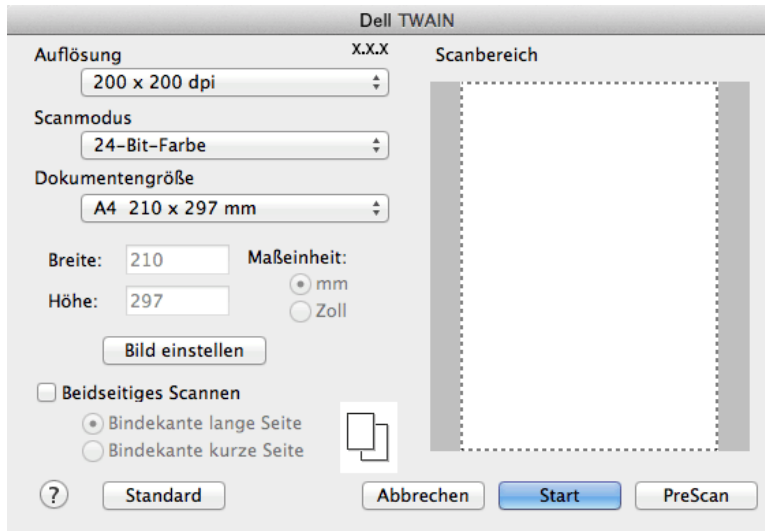 Dell TWAIN
Auflösung
X.X.X
200 x 200 dpi
Scanmodus
24-Bit-Farbe
Dokumentengröße
A4 210 x 297 mm
Breite:
210
Maßeinheit:
mm
Höhe:
297
Zoll
Bild einstellen
Beidseitiges Scannen
Bindekante lange Seite
Bindekante kurze Seite
Scanbereich
?
Standard
Abbrechen
Start
PreScan